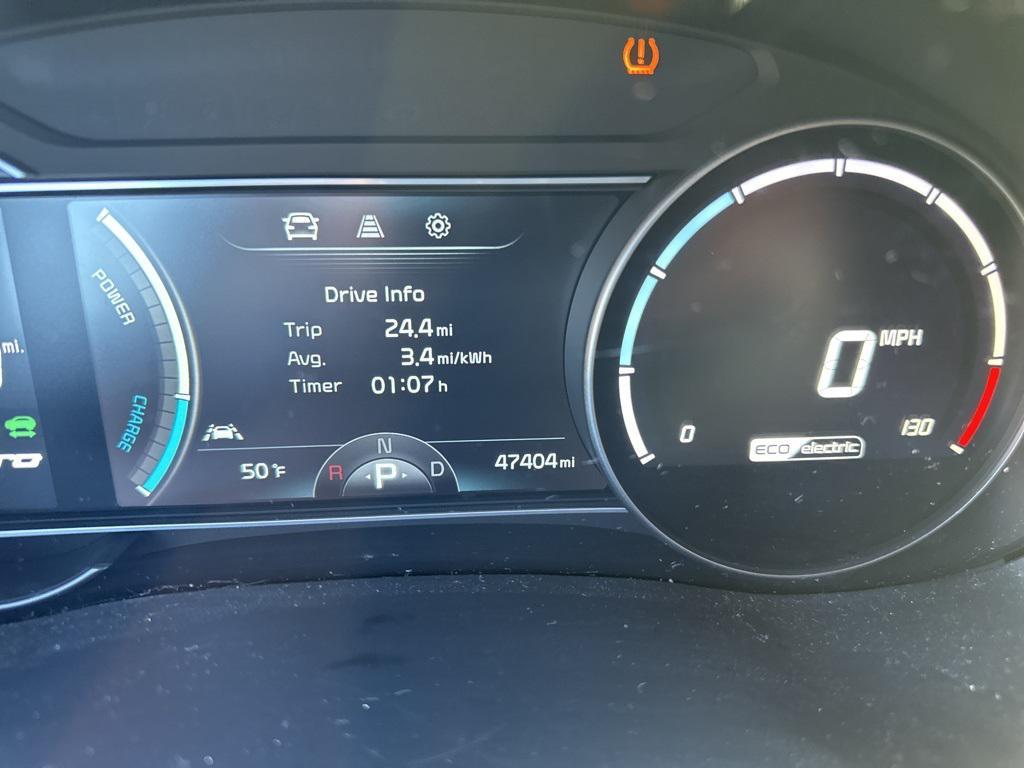 mi.
POWER
CHARGE
Drive Info
Trip 24.4 mi
Avg. 3.4 mi/kWh
Timer 01:07 h
50 °F
R N P D
47404 mi
0 MPH
0
130
ECO electric